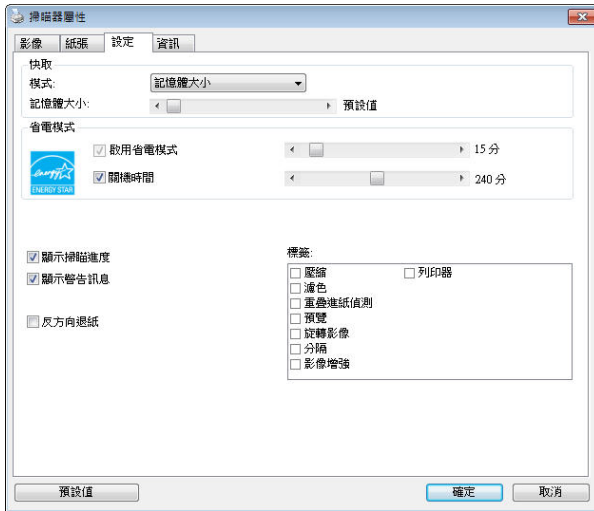 掃瞄器屬性
影像 紙張 設定 資訊
快取
模式: 記憶體大小
記憶體大小: 預設值
省電模式
啟用省電模式 15 分
關機時間 240 分
energy
ENERGY STAR
顯示掃瞄進度
顯示警告訊息
反方向退紙
標籤:
壓縮 列印器
濾色
重疊進紙偵測
預覽
旋轉影像
分隔
影像增強
預設值 確定 取消